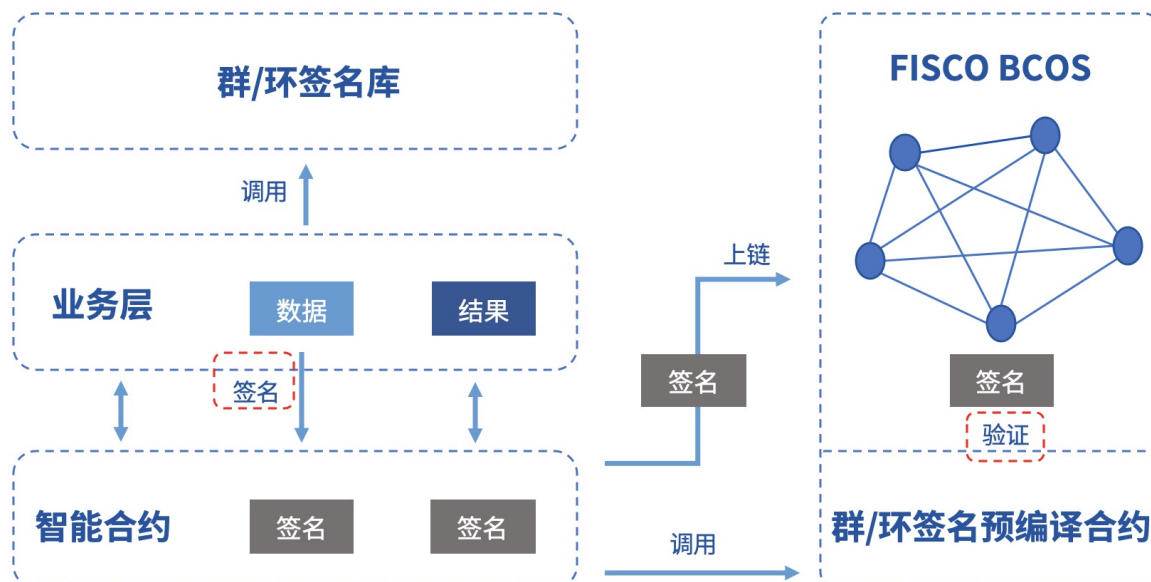 群/环签名库
FISCO BCOS
调用
上链
业务层
数据
结果
签名
签名
签名
验证
智能合约
签名
签名
调用
群/环签名预编译合约